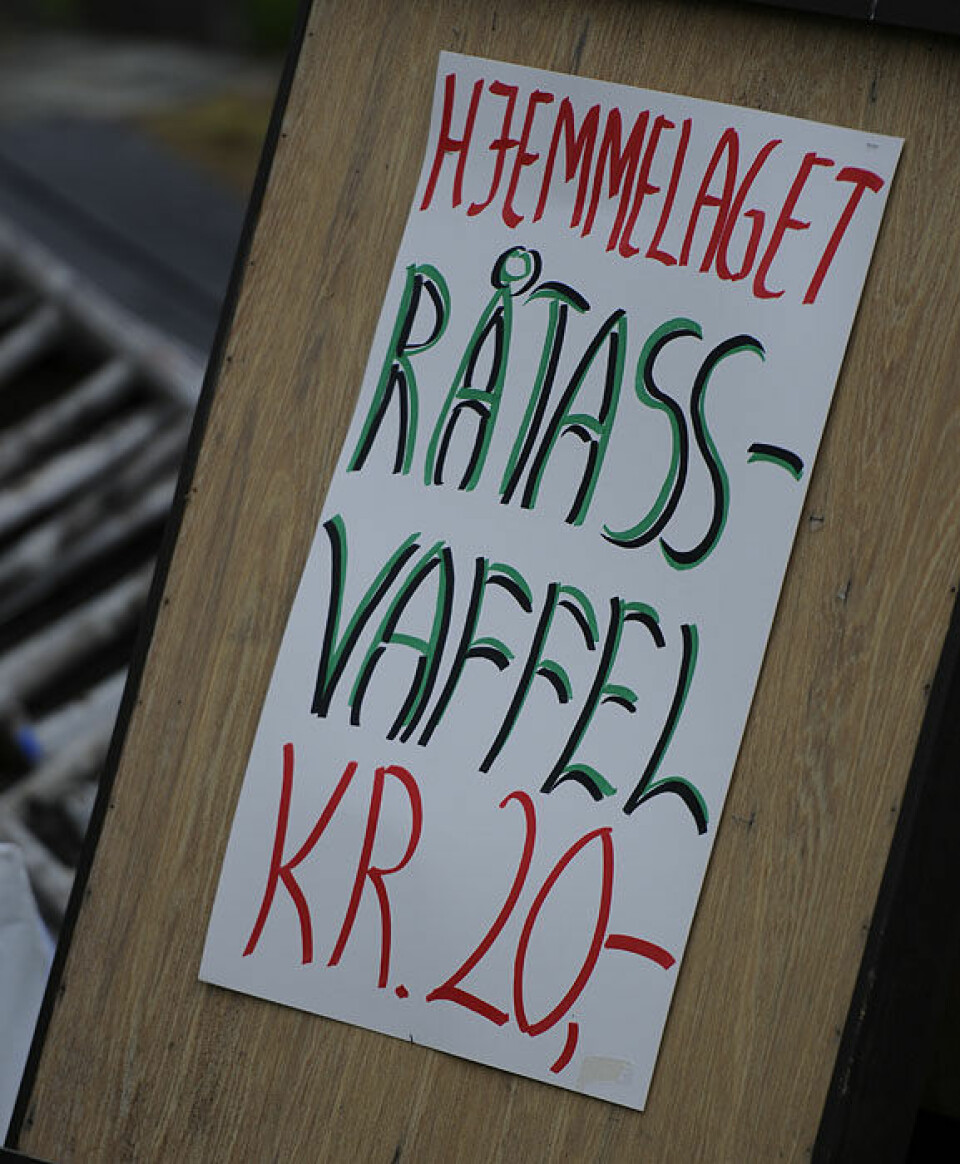 HJEMMELAGET
RÅTASS-
VAFFEL
KR. 20,-